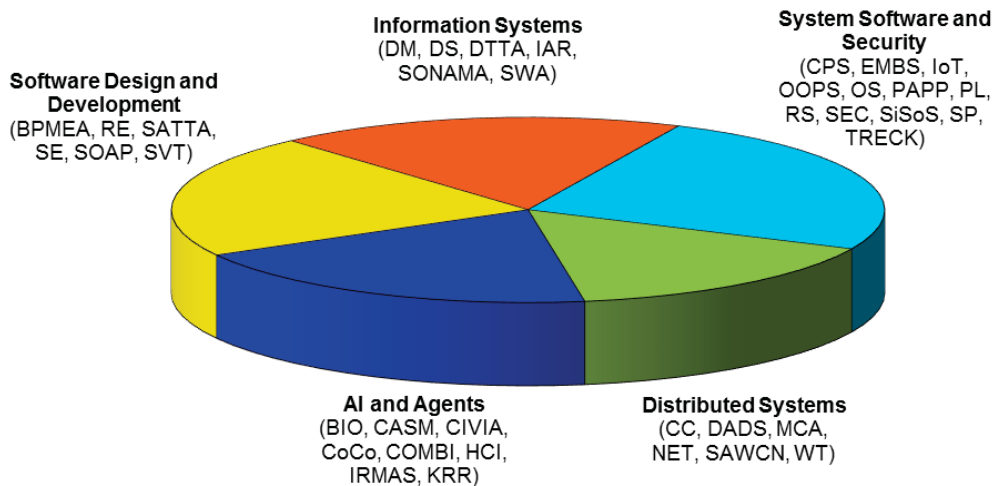 Information Systems
(DM, DS, DTTA, IAR,
SONAMA, SWA)
System Software and
Security
(CPS, EMBS, IoT,
OOPS, OS, PAPP, PL,
RS, SEC, SiSoS, SP,
TRECK)
Software Design and
Development
(BPMEA, RE, SATTA,
SE, SOAP, SVT)
AI and Agents
(BIO, CASM, CIVIA,
CoCo, COMBI, HCI,
IRMAS, KRR)
Distributed Systems
(CC, DADS, MCA,
NET, SAWCN, WT)